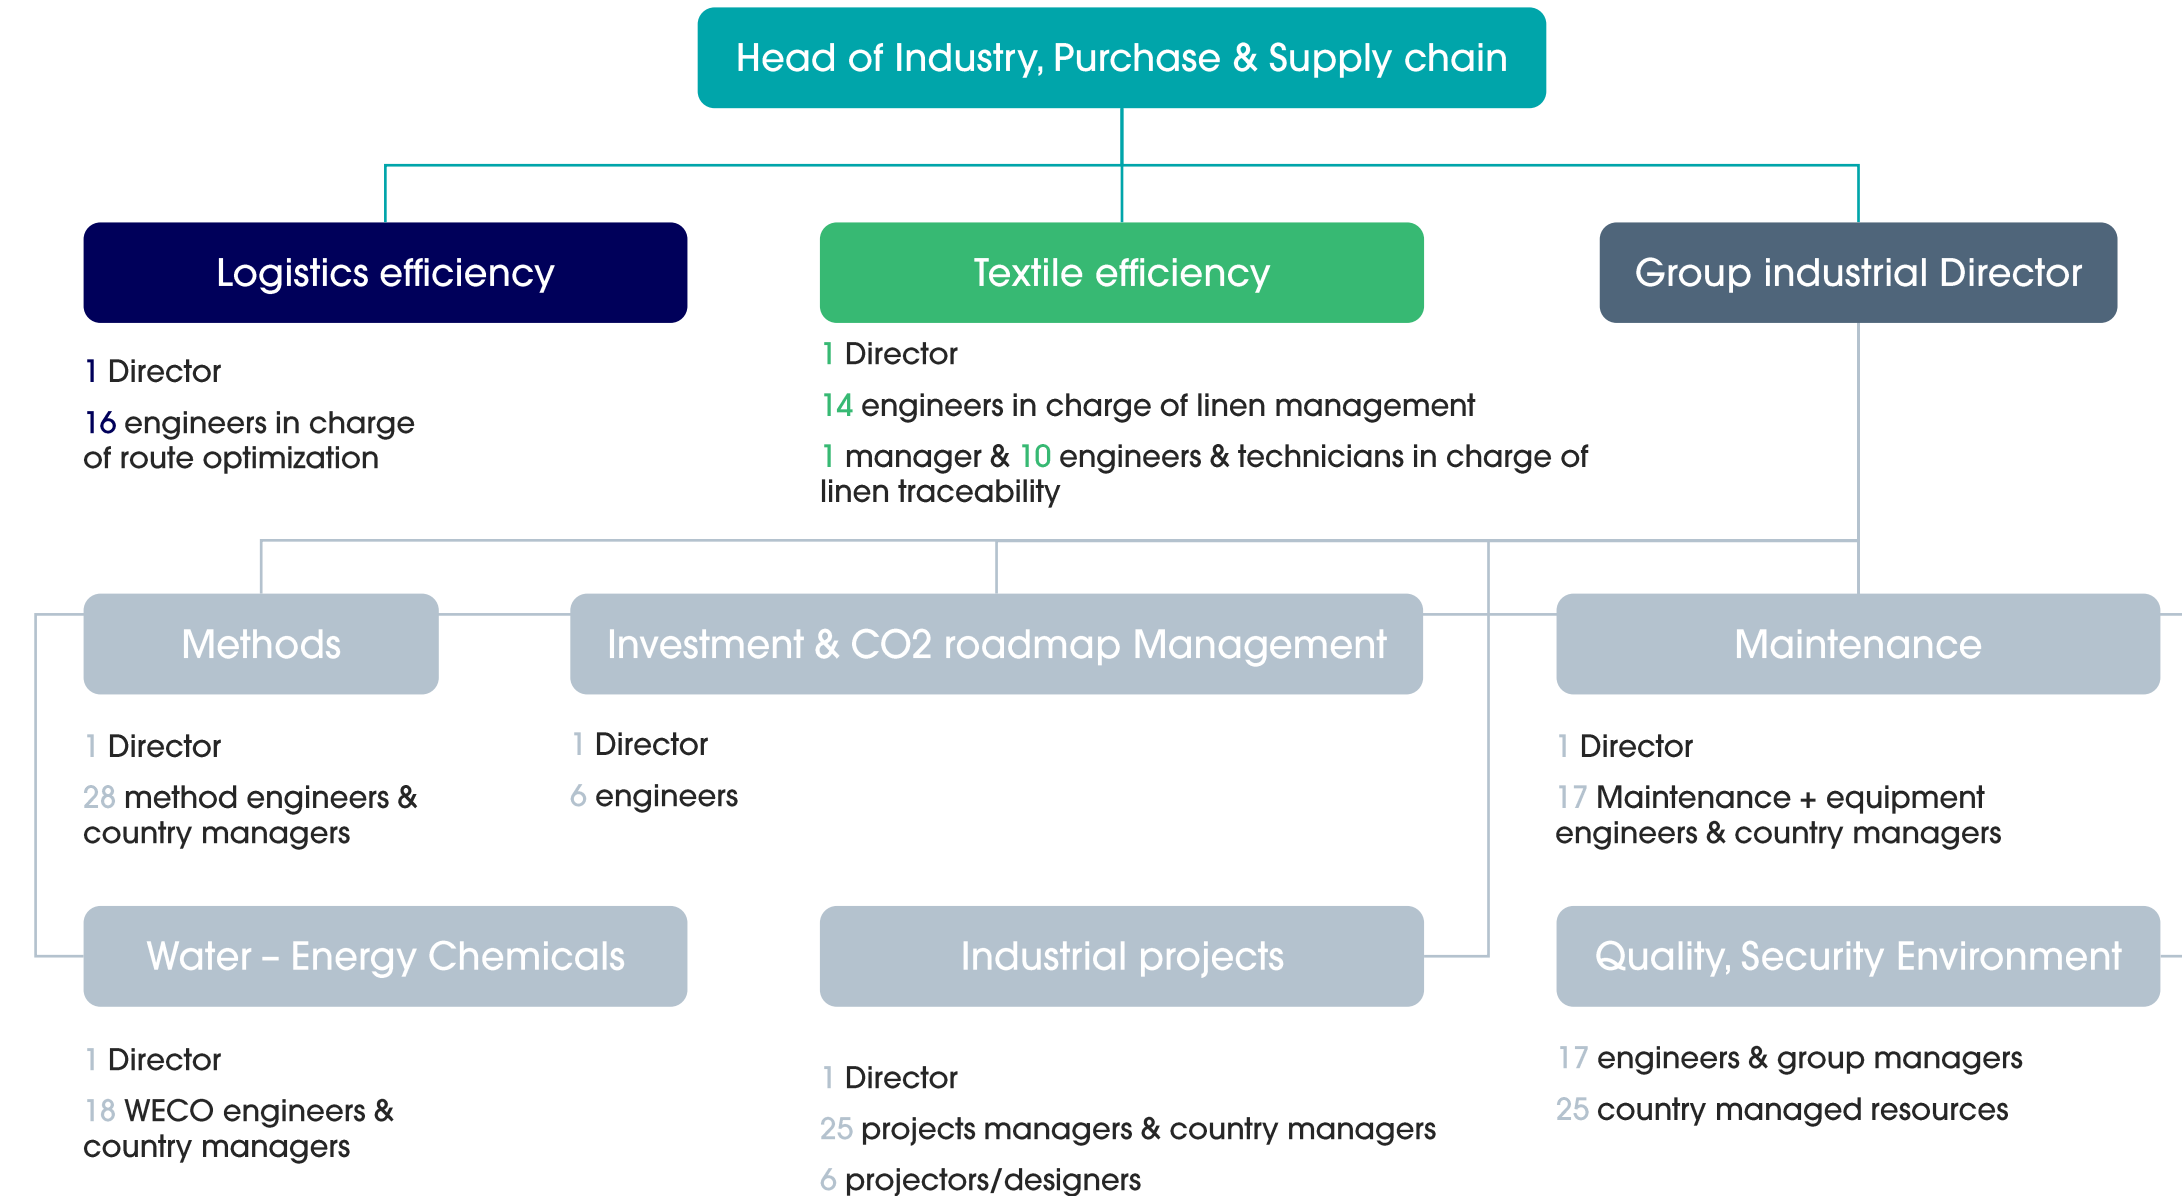 Head of Industry, Purchase & Supply chain
Logistics efficiency
1 Director
16 engineers in charge
of route optimization
Textile efficiency
1 Director
14 engineers in charge of linen management
1 manager & 10 engineers & technicians in charge of
linen traceability
Group industrial Director
Methods
1 Director
28 method engineers &
country managers
Investment & CO2 roadmap Management
1 Director
6 engineers
Maintenance
1 Director
17 Maintenance + equipment
engineers & country managers
Water – Energy Chemicals
1 Director
18 WECO engineers &
country managers
Industrial projects
1 Director
25 projects managers & country managers
6 projectors/designers
Quality, Security Environment
17 engineers & group managers
25 country managed resources